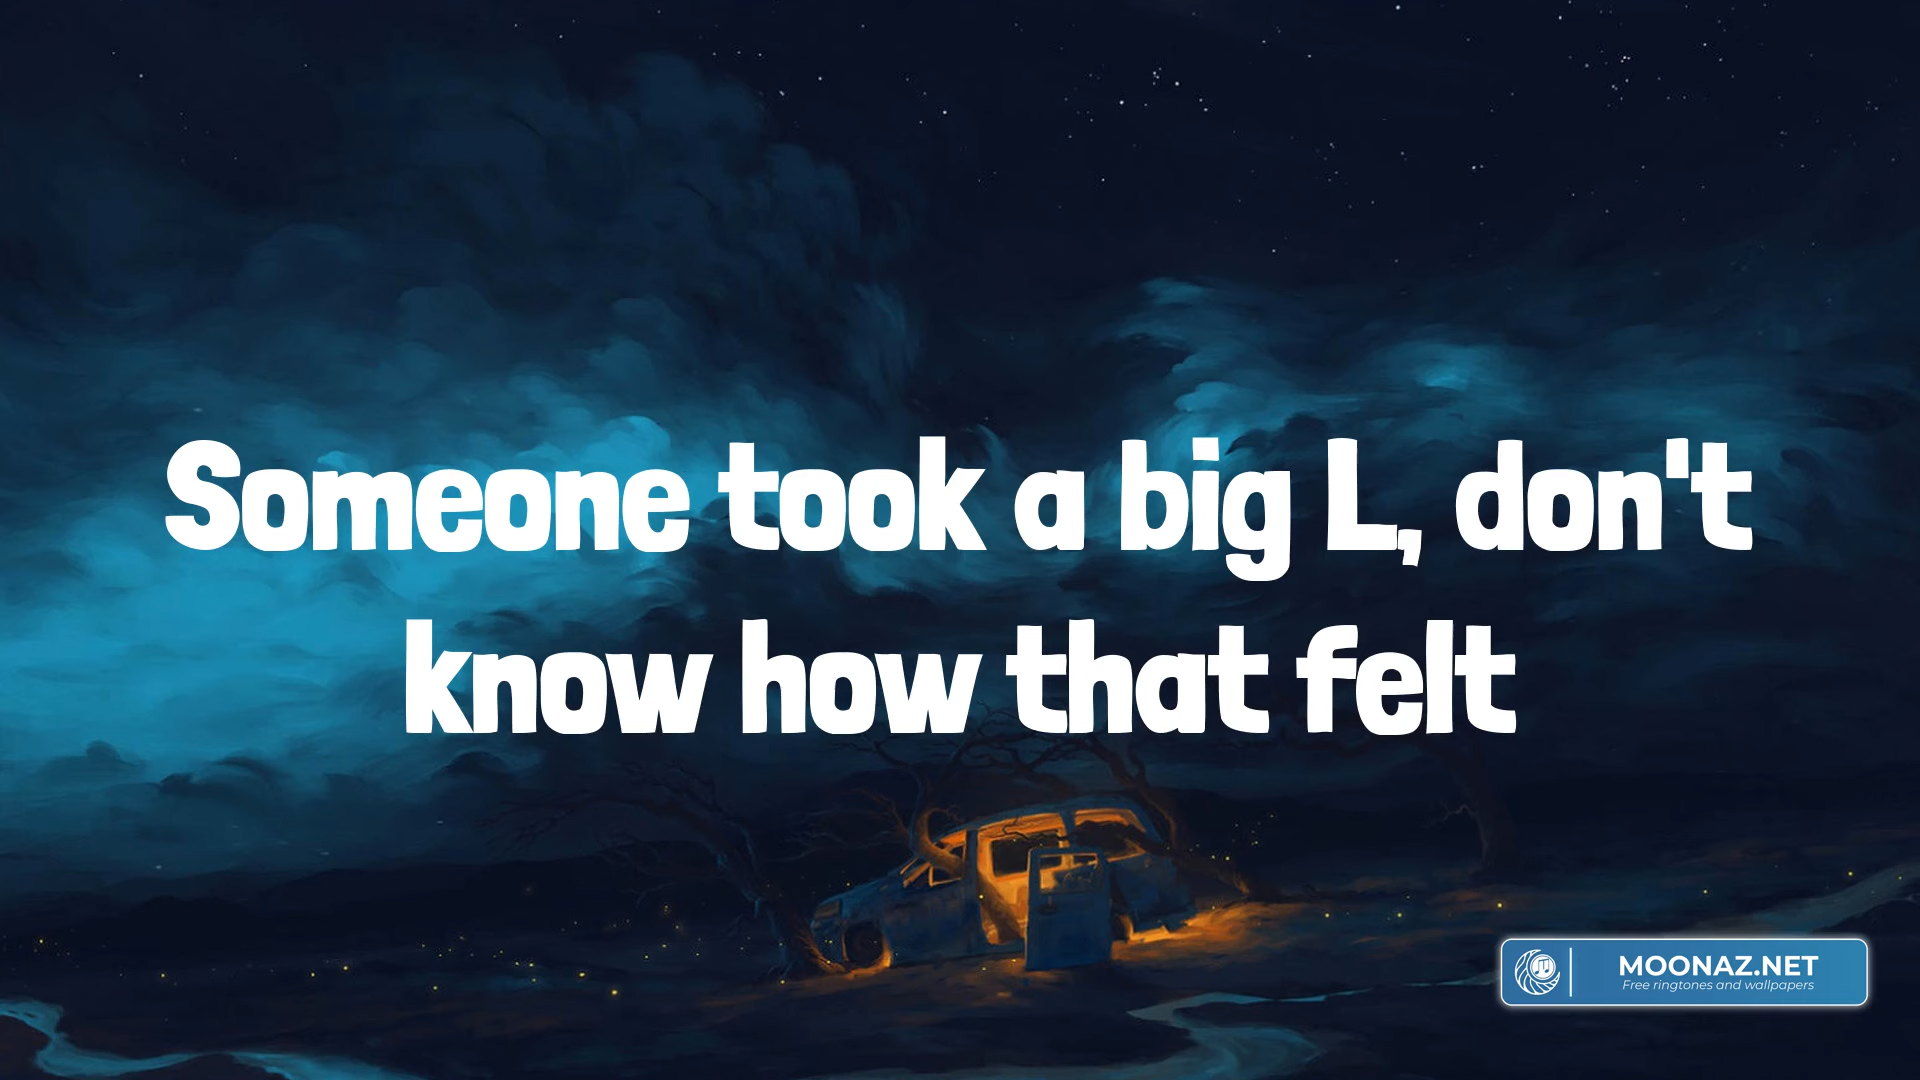 Someone took a big L, don't
know how that felt
MOONAZ.NET
Free ringtones and wallpapers